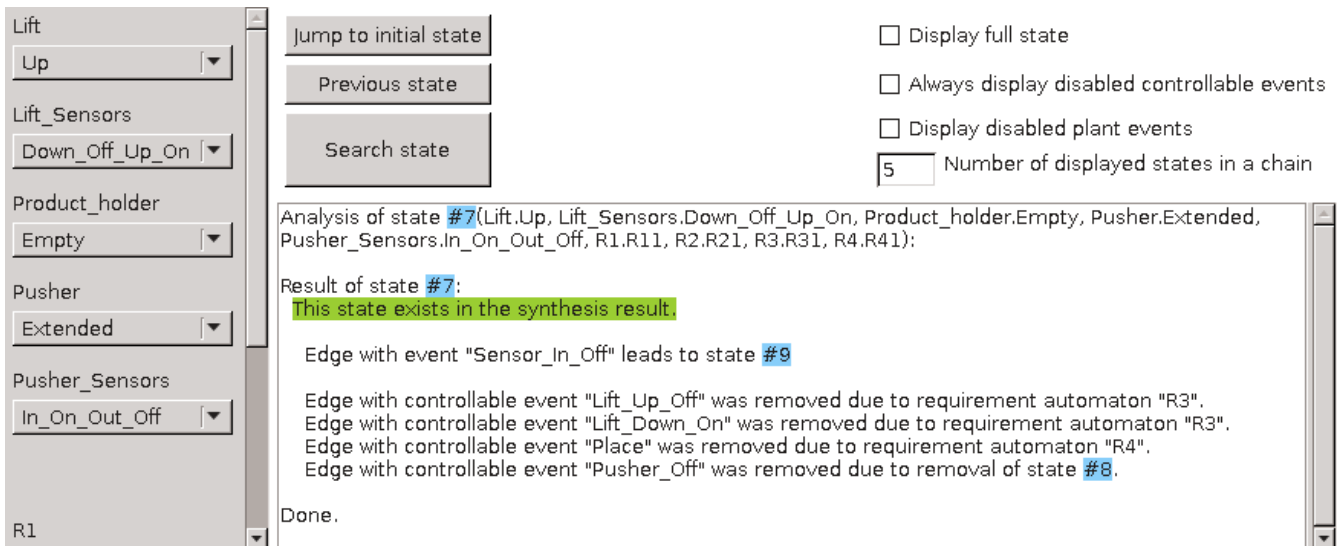 Lift
Up
Lift_Sensors
Down_Off_Up_On
Product_holder
Empty
Pusher
Extended
Pusher_Sensors
In_On_Out_Off
R1
Jump to initial state
Previous state
Search state
Display full state
Always display disabled controllable events
Display disabled plant events
5 Number of displayed states in a chain
Analysis of state #7(Lift.Up, Lift_Sensors.Down_Off_Up_On, Product_holder.Empty, Pusher.Extended,
Pusher_Sensors.In_On_Out_Off, R1.R11, R2.R21, R3.R31, R4.R41):
Result of state #7:
This state exists in the synthesis result.
Edge with event "Sensor_In_Off" leads to state #9
Edge with controllable event "Lift_Up_Off" was removed due to requirement automaton "R3".
Edge with controllable event "Lift_Down_On" was removed due to requirement automaton "R3".
Edge with controllable event "Place" was removed due to requirement automaton "R4".
Edge with controllable event "Pusher_Off" was removed due to removal of state #8.
Done.